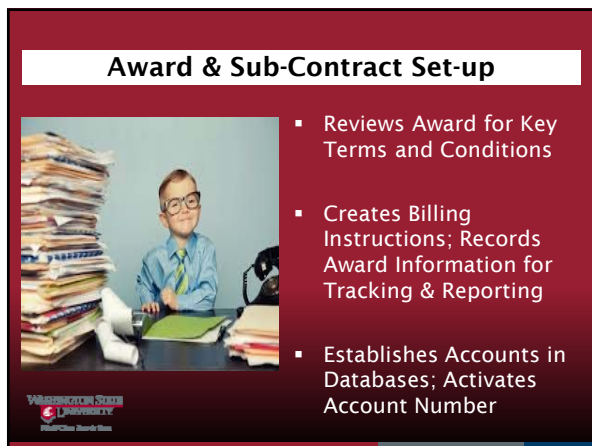 Award & Sub-Contract Set-up
▪ Reviews Award for Key
Terms and Conditions
▪ Creates Billing
Instructions; Records
Award Information for
Tracking & Reporting
▪ Establishes Accounts in
Databases; Activates
Account Number
WASHINGTON STATE
UNIVERSITY